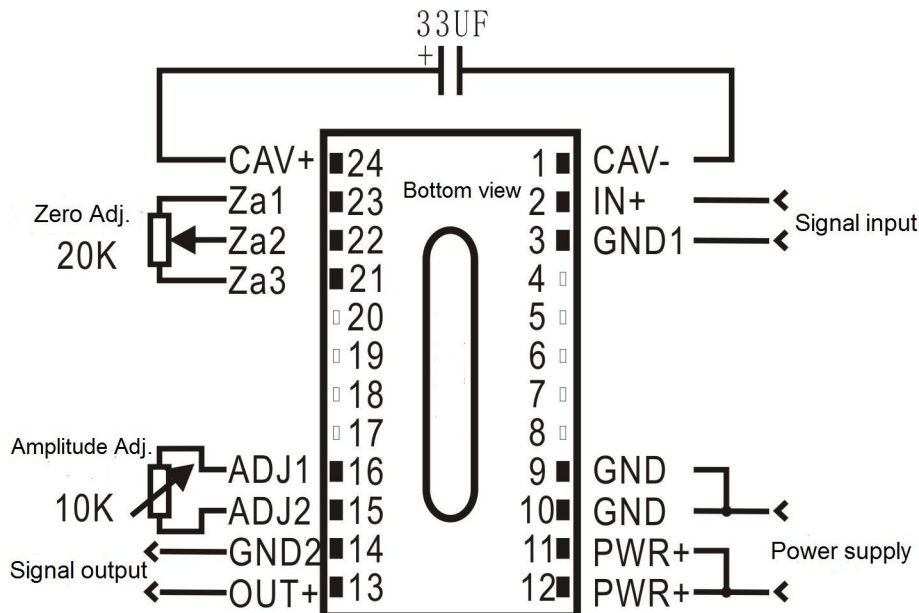 33UF
+
CAV+ 24 1 CAV-
Za1 23 Bottom view 2 IN+
Zero Adj. Signal input
20K Za2 22 3 GND1
Za3 21 4
20 5
19 6
18 7
17 8
Amplitude Adj.
ADJ1 16 9 GND
10K ADJ2 15 10 GND
GND2 14 11 PWR+
Signal output Power supply
OUT+ 13 12 PWR+